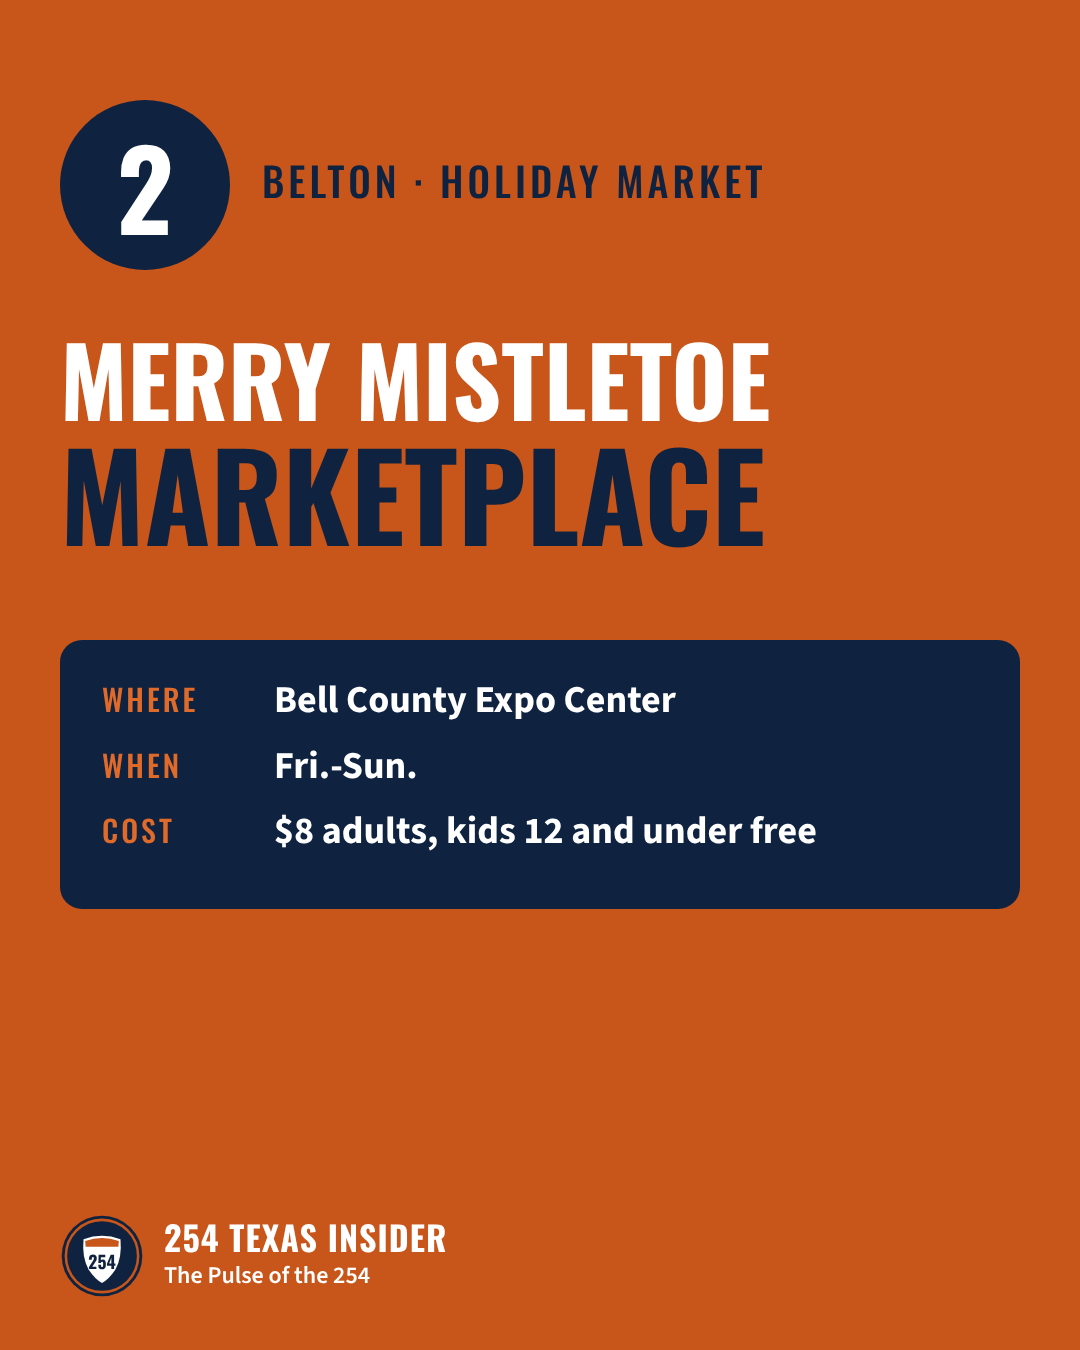 2
BELTON · HOLIDAY MARKET
MERRY MISTLETOE
MARKETPLACE
WHERE Bell County Expo Center
WHEN Fri.-Sun.
COST $8 adults, kids 12 and under free
254
254 TEXAS INSIDER
The Pulse of the 254